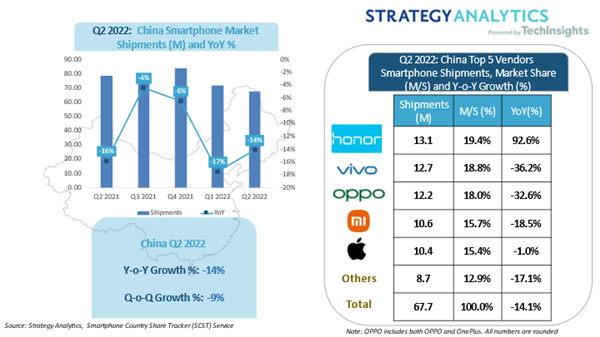 STRATEGYANALYTICS
Powered by TechInsights
Q2 2022: China Smartphone Market
Shipments (M) and YoY %
90.00
80.00
70.00
60.00
50.00
40.00
30.00
20.00
10.00
0.00
0%
-2%
-4%
-6%
-8%
-10%
-12%
-14%
-16%
-18%
-20%
-16%
-4%
-6%
-17%
-14%
Q2 2021 Q3 2021 Q4 2021 Q1 2022 Q2 2022
Shipments YoY
China Q2 2022
Y-o-Y Growth %: -14%
Q-o-Q Growth %: -9%
Source: Strategy Analytics, Smartphone Country Share Tracker (SCST) Service
Q2 2022: China Top 5 Vendors
Smartphone Shipments, Market Share
(M/S) and Y-o-Y Growth (%)
Shipments (M) M/S (%) YoY(%)
honor 13.1 19.4% 92.6%
vivo 12.7 18.8% -36.2%
oppo 12.2 18.0% -32.6%
mi 10.6 15.7% -18.5%
10.4 15.4% -1.0%
Others 8.7 12.9% -17.1%
Total 67.7 100.0% -14.1%
Note: OPPO includes both OPPO and OnePlus. All numbers are rounded